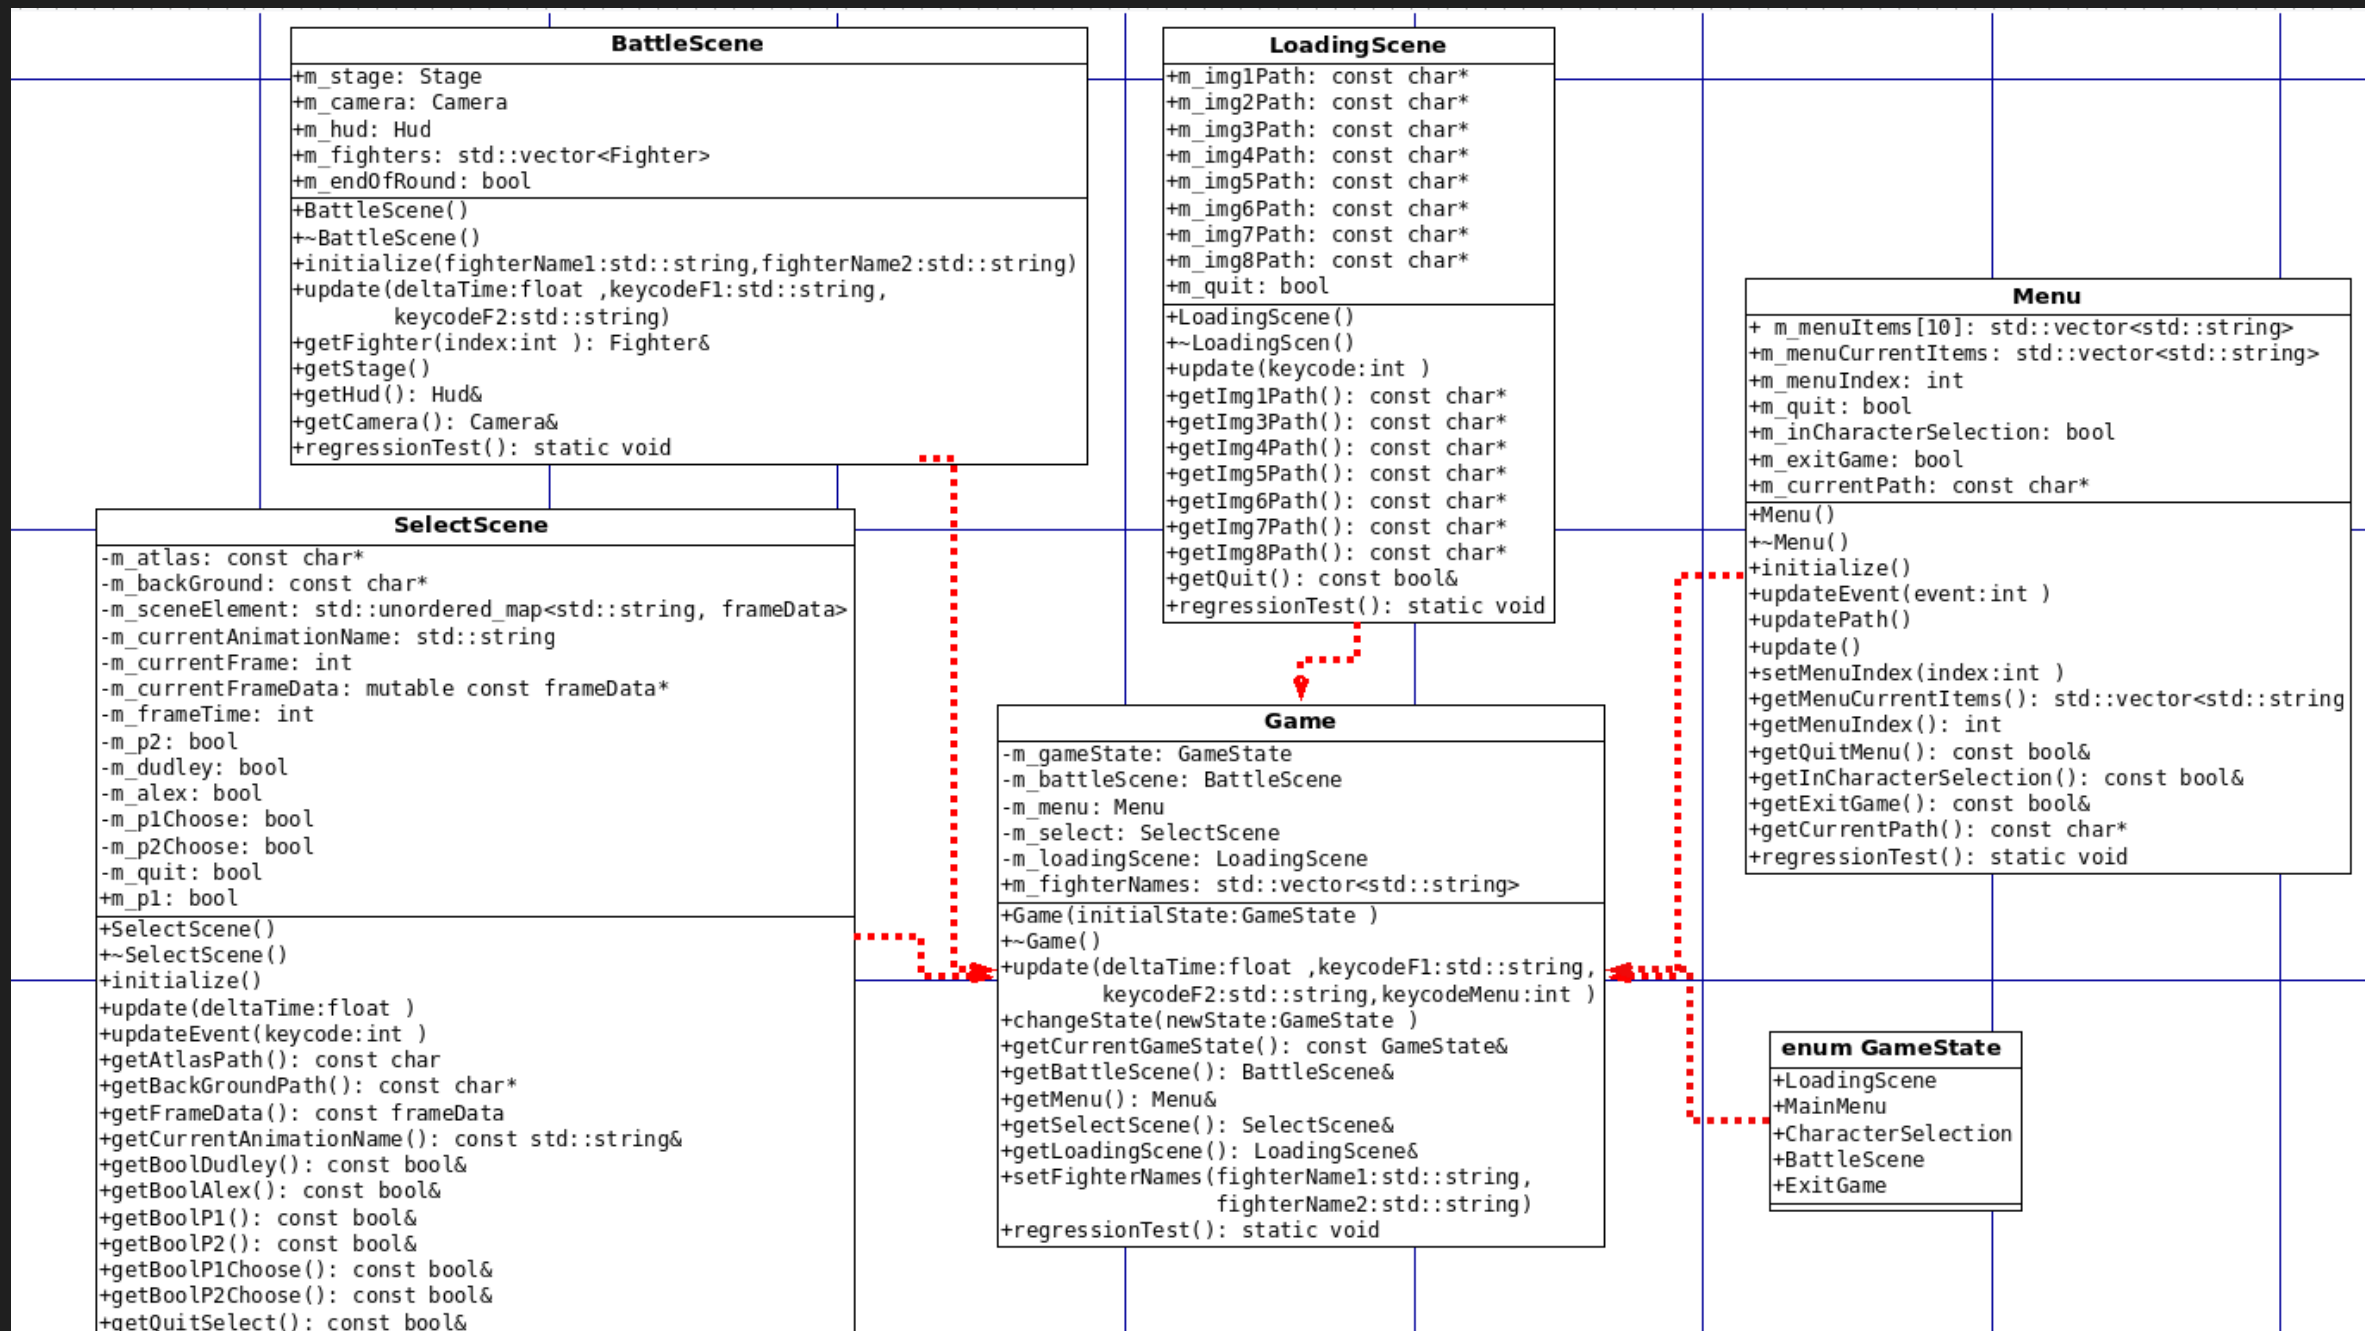 BattleScene
+m_stage: Stage
+m_camera: Camera
+m_hud: Hud
+m_fighters: std::vector<Fighter>
+m_endOfRound: bool
+BattleScene()
+~BattleScene()
+initialize(fighterName1:std::string,fighterName2:std::string)
+update(deltaTime:float ,keycodeF1:std::string,
keycodeF2:std::string)
+getFighter(index:int ): Fighter&
+getStage()
+getHud(): Hud&
+getCamera(): Camera&
+regressionTest(): static void
LoadingScene
+m_img1Path: const char*
+m_img2Path: const char*
+m_img3Path: const char*
+m_img4Path: const char*
+m_img5Path: const char*
+m_img6Path: const char*
+m_img7Path: const char*
+m_img8Path: const char*
+m_quit: bool
+LoadingScene()
+~LoadingScen()
+update(keycode:int )
+getImg1Path(): const char*
+getImg3Path(): const char*
+getImg4Path(): const char*
+getImg5Path(): const char*
+getImg6Path(): const char*
+getImg7Path(): const char*
+getImg8Path(): const char*
+getQuit(): const bool&
+regressionTest(): static void
Menu
+ m_menuItems[10]: std::vector<std::string>
+m_menuCurrentItems: std::vector<std::string>
+m_menuIndex: int
+m_quit: bool
+m_inCharacterSelection: bool
+m_exitGame: bool
+m_currentPath: const char*
+Menu()
+~Menu()
+initialize()
+updateEvent(event:int )
+updatePath()
+update()
+setMenuIndex(index:int )
+getMenuCurrentItems(): std::vector<std::string
+getMenuIndex(): int
+getQuitMenu(): const bool&
+getInCharacterSelection(): const bool&
+getExitGame(): const bool&
+getCurrentPath(): const char*
+regressionTest(): static void
SelectScene
-m_atlas: const char*
-m_backGround: const char*
-m_sceneElement: std::unordered_map<std::string, frameData>
-m_currentAnimationName: std::string
-m_currentFrame: int
-m_currentFrameData: mutable const frameData*
-m_frameTime: int
-m_p2: bool
-m_dudley: bool
-m_alex: bool
-m_p1Choose: bool
-m_p2Choose: bool
-m_quit: bool
+m_p1: bool
+SelectScene()
+~SelectScene()
+initialize()
+update(deltaTime:float )
+updateEvent(keycode:int )
+getAtlasPath(): const char
+getBackGroundPath(): const char*
+getFrameData(): const frameData
+getCurrentAnimationName(): const std::string&
+getBoolDudley(): const bool&
+getBoolAlex(): const bool&
+getBoolP1(): const bool&
+getBoolP2(): const bool&
+getBoolP1Choose(): const bool&
+getBoolP2Choose(): const bool&
+getQuitSelect(): const bool&
Game
-m_gameState: GameState
-m_battleScene: BattleScene
-m_menu: Menu
-m_select: SelectScene
-m_loadingScene: LoadingScene
+m_fighterNames: std::vector<std::string>
+Game(initialState:GameState )
+~Game()
+update(deltaTime:float ,keycodeF1:std::string,
keycodeF2:std::string,keycodeMenu:int )
+changeState(newState:GameState )
+getCurrentGameState(): const GameState&
+getBattleScene(): BattleScene&
+getMenu(): Menu&
+getSelectScene(): SelectScene&
+getLoadingScene(): LoadingScene&
+setFighterNames(fighterName1:std::string,
fighterName2:std::string)
+regressionTest(): static void
enum GameState
+LoadingScene
+MainMenu
+CharacterSelection
+BattleScene
+ExitGame